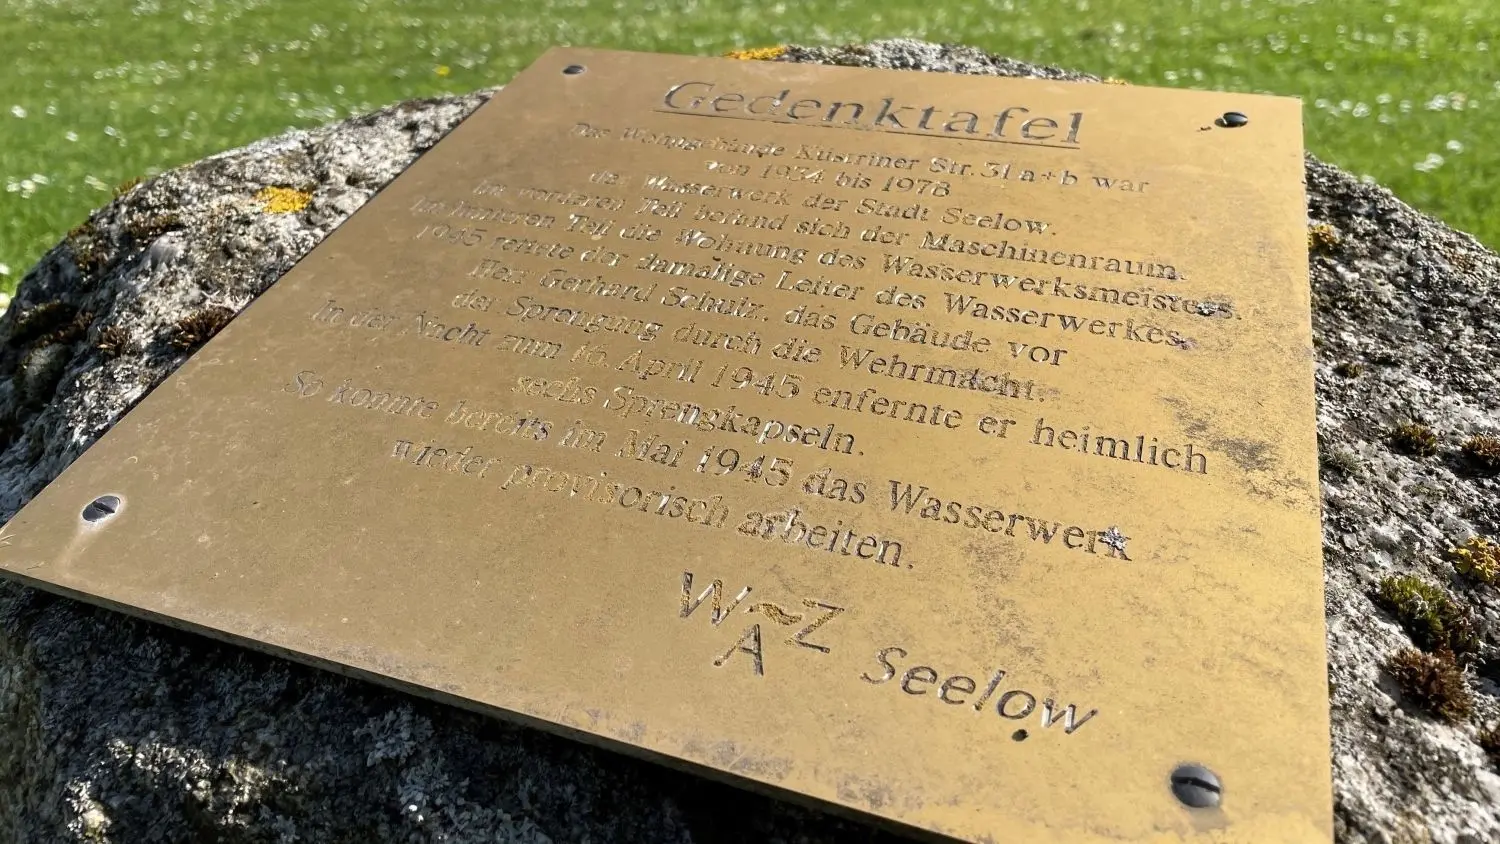 Gedenktafel
Das Wohngebäude Küstriner Str. 31 a+b war
von 1934 bis 1978
das Wasserwerk der Stadt Seelow.
Im vorderen Teil befand sich der Maschinenraum.
Im hinteren Teil die Wohnung des Wasserwerksmeisters.
1945 rettete der damalige Leiter des Wasserwerkes,
Herr Gerhard Schulz, das Gebäude vor
der Sprengung durch die Wehrmacht.
In der Nacht zum 16. April 1945 enfernte er heimlich
sechs Sprengkapseln.
So konnte bereits im Mai 1945 das Wasserwerk
wieder provisorisch arbeiten.
WAZ Seelow